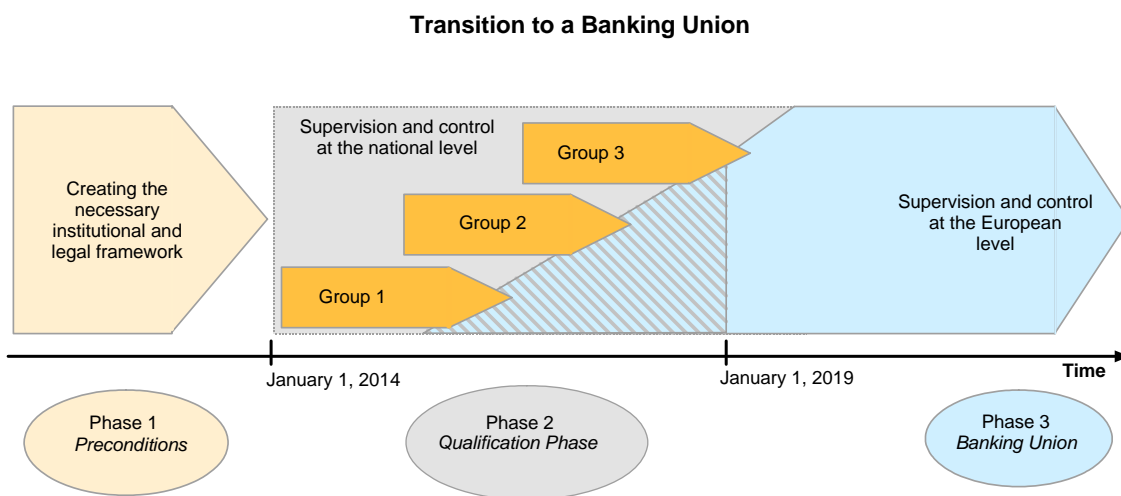 Transition to a Banking Union
Creating the
necessary
institutional and
legal framework
Supervision and control
at the national level
Group 3
Group 2
Group 1
Supervision and control
at the European
level
January 1, 2014
January 1, 2019
Time
Phase 1
Preconditions
Phase 2
Qualification Phase
Phase 3
Banking Union